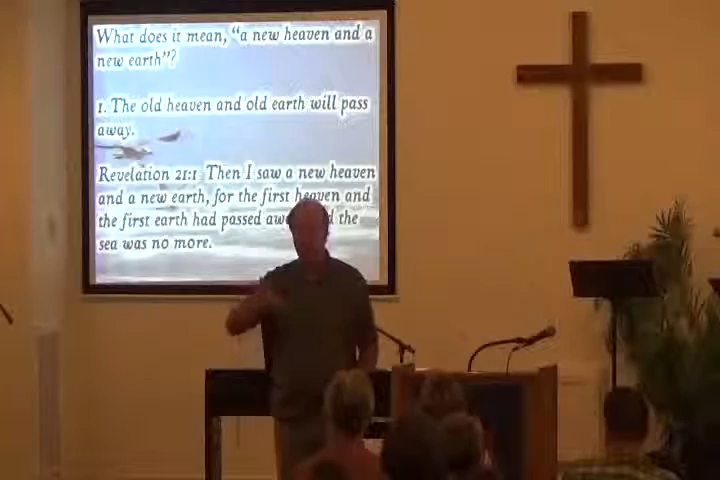 What does it mean, "a new heaven and a
new earth"?
1. The old heaven and old earth will pass
away.
Revelation 21:1 Then I saw a new heaven
and a new earth, for the first heaven and
the first earth had passed the
sea was no more.